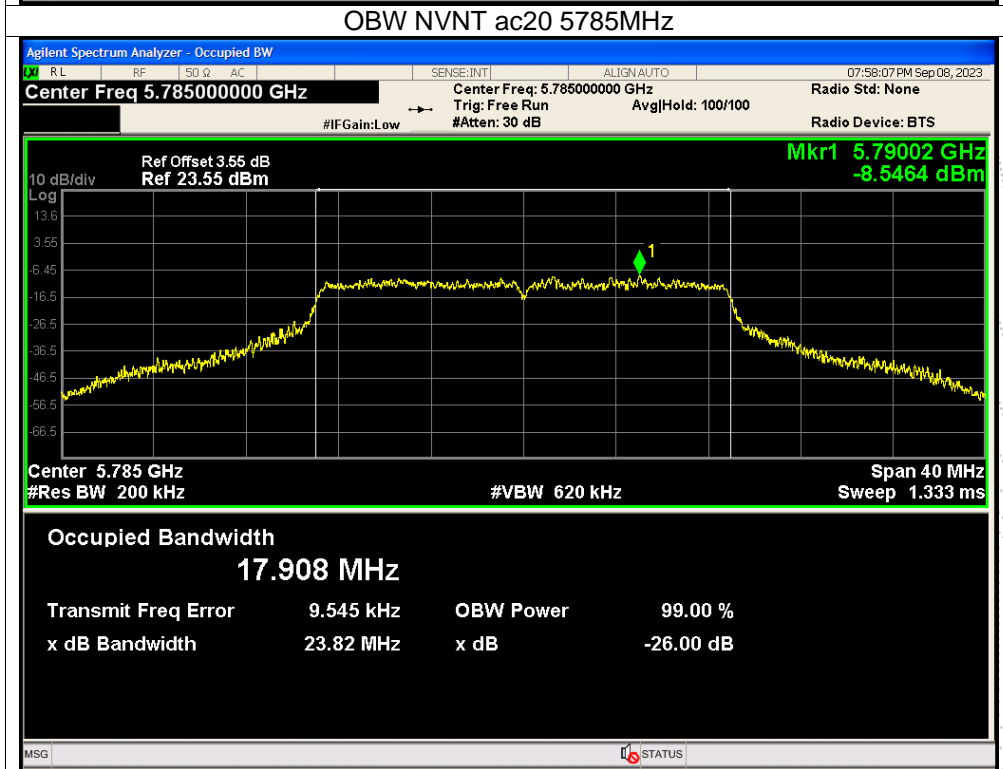 OBW NVNT ac20 5785MHz
Agilent Spectrum Analyzer - Occupied BW
LXI RL RF 50 Ω AC SENSE:INT ALIGN AUTO 07:58:07 PM Sep 08, 2023
Center Freq 5.785000000 GHz Center Freq: 5.785000000 GHz Radio Std: None
Trig: Free Run Avg|Hold: 100/100
#IFGain:Low #Atten: 30 dB Radio Device: BTS
Ref Offset 3.55 dB Mkr1 5.79002 GHz
10 dB/div Ref 23.55 dBm -8.5464 dBm
Log
13.6
3.55
1
-6.45
-16.5
-26.5
-36.5
-46.5
-56.5
-66.5
Center 5.785 GHz Span 40 MHz
#Res BW 200 kHz #VBW 620 kHz Sweep 1.333 ms
Occupied Bandwidth
17.908 MHz
Transmit Freq Error 9.545 kHz OBW Power 99.00 %
x dB Bandwidth 23.82 MHz x dB -26.00 dB
MSG STATUS